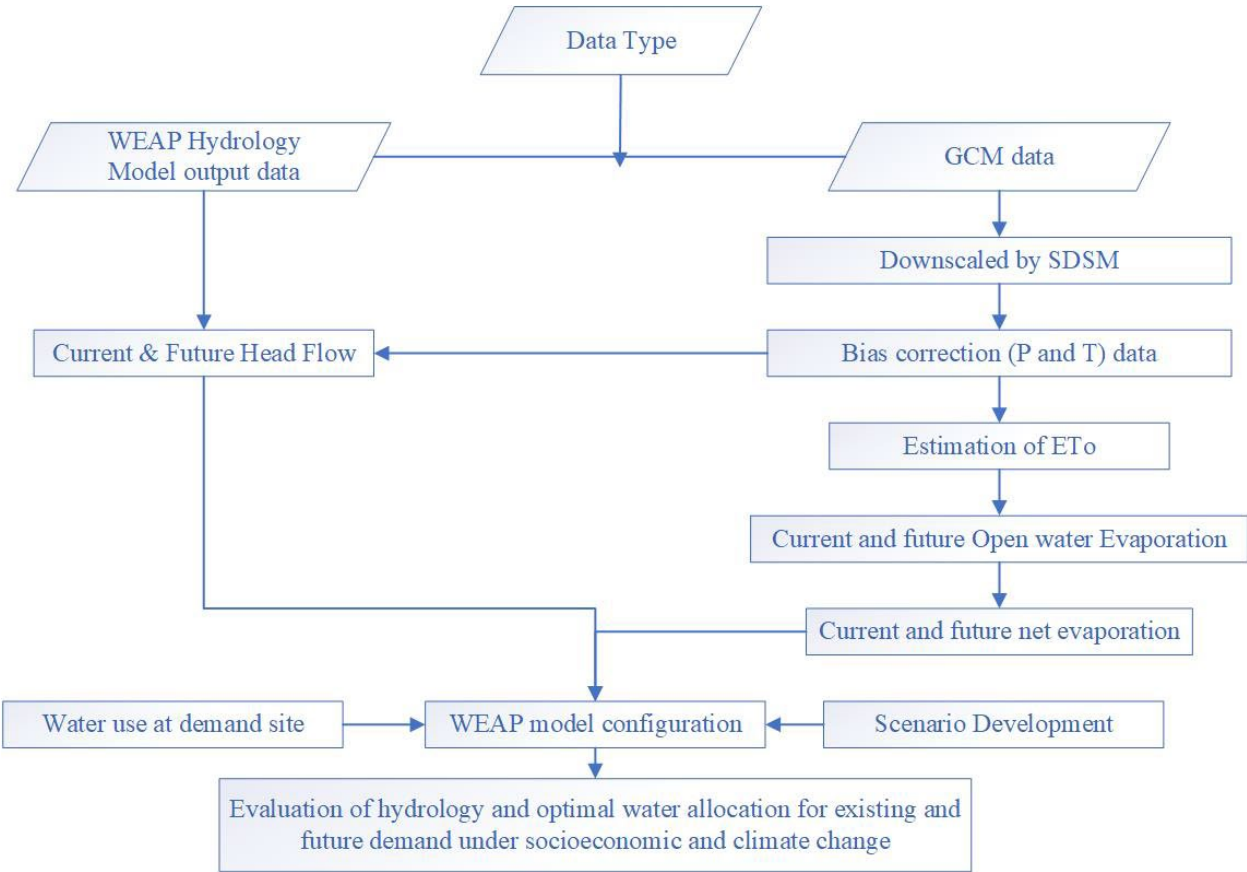 Data Type
WEAP Hydrology
Model output data
GCM data
Downscaled by SDSM
Current & Future Head Flow
Bias correction (P and T) data
Estimation of ETo
Current and future Open water Evaporation
Current and future net evaporation
Water use at demand site
WEAP model configuration
Scenario Development
Evaluation of hydrology and optimal water allocation for existing and
future demand under socioeconomic and climate change